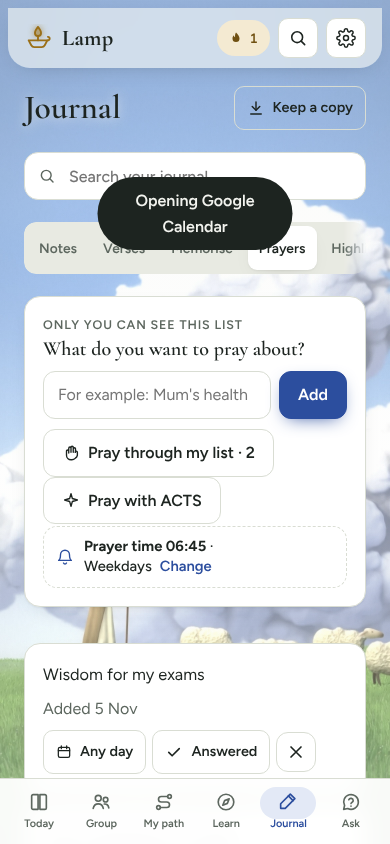 Lamp
1
Journal
Keep a copy
Search your journal
Opening Google
Calendar
Notes
Prayers
ONLY YOU CAN SEE THIS LIST
What do you want to pray about?
For example: Mum's health
Add
Pray through my list · 2
Pray with ACTS
Prayer time 06:45 ·
Weekdays Change
Wisdom for my exams
Added 5 Nov
Any day
Answered
Today
Group
My path
Learn
Journal
Ask